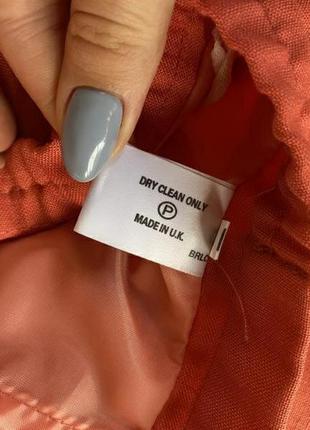 DRY CLEAN ONLY
P
MADE IN U.K.